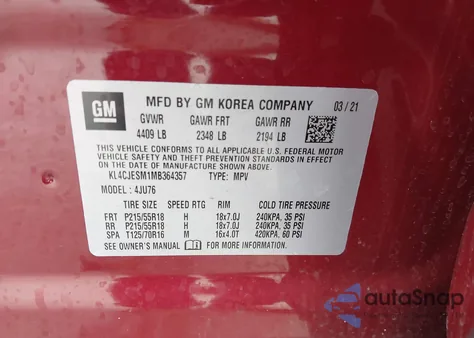 GM
MFD BY GM KOREA COMPANY 03/21
GVWR GAWR FRT GAWR RR
4409 LB 2348 LB 2194 LB
THIS VEHICLE CONFORMS TO ALL APPLICABLE U.S. FEDERAL MOTOR
VEHICLE SAFETY, BUMPER, AND THEFT PREVENTION STANDARDS IN
EFFECT ON THE DATE OF MANUFACTURE SHOWN ABOVE.
KL4CJESM1MB364357 TYPE: MPV
MODEL: 4JU76
TIRE SIZE SPEED RTG RIM COLD TIRE PRESSURE
FRT P215/55R18 H 18x7.0J 240KPA, 35 PSI
RR P215/55R18 H 18x7.0J 240KPA, 35 PSI
SPA T125/70R16 M 16x4.0T 420KPA, 60 PSI
SEE OWNER'S MANUAL FOR MORE INFORMATION
autoSnap